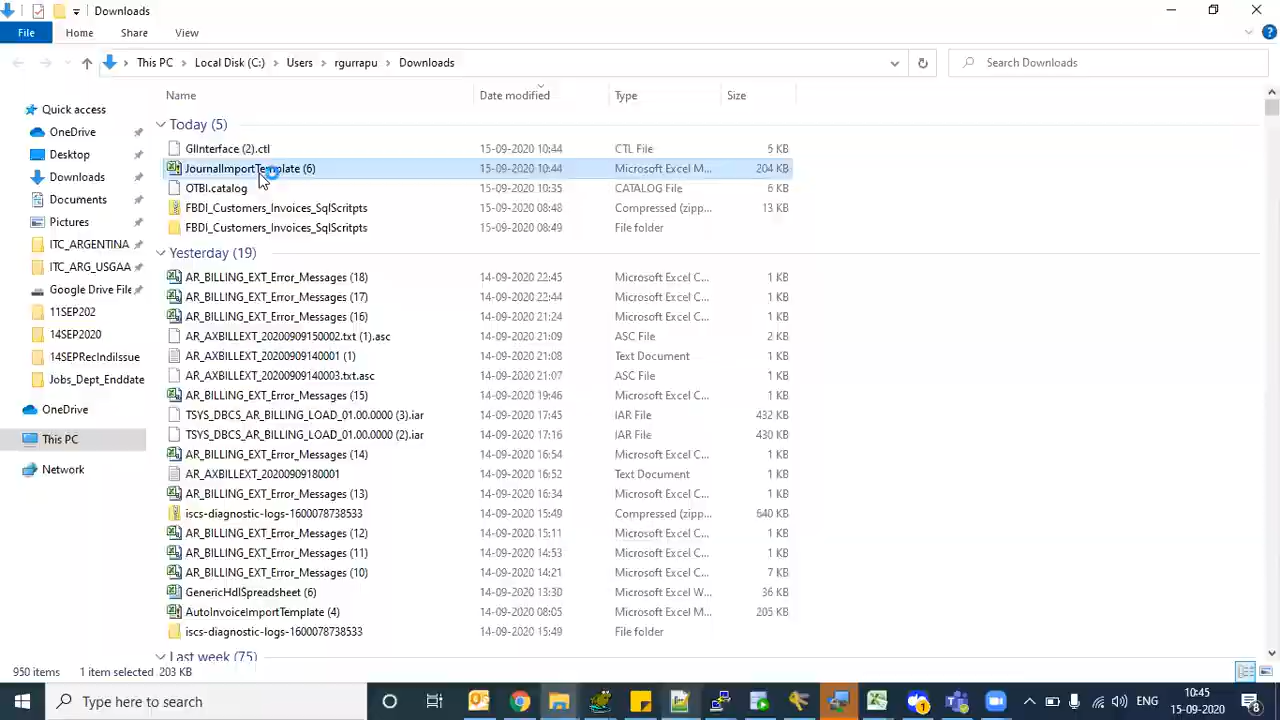 Downloads
File Home Share View
This PC Local Disk (C:) Users rgurrapu Downloads Search Downloads
Name Date modified Type Size
Quick access
OneDrive
Desktop
Downloads
Documents
Pictures
ITC_ARGENTINA
ITC_ARG_USGAA
Google Drive File
11SEP202
14SEP2020
14SEPRecIndiIssue
Jobs_Dept_Enddate
OneDrive
This PC
Network
Today (5)
GlInterface (2).ctl 15-09-2020 10:44 CTL File 5 KB
JournalImportTemplate (6) 15-09-2020 10:44 Microsoft Excel M... 204 KB
OTBI.catalog 15-09-2020 10:35 CATALOG File 6 KB
FBDI_Customers_Invoices_SqlScritpts 15-09-2020 08:48 Compressed (zipp... 13 KB
FBDI_Customers_Invoices_SqlScritpts 15-09-2020 08:49 File folder
Yesterday (19)
AR_BILLING_EXT_Error_Messages (18) 14-09-2020 22:45 Microsoft Excel C... 1 KB
AR_BILLING_EXT_Error_Messages (17) 14-09-2020 22:44 Microsoft Excel C... 1 KB
AR_BILLING_EXT_Error_Messages (16) 14-09-2020 21:24 Microsoft Excel C... 1 KB
AR_AXBILLEXT_20200909150002.txt (1).asc 14-09-2020 21:09 ASC File 2 KB
AR_AXBILLEXT_20200909140001 (1) 14-09-2020 21:08 Text Document 1 KB
AR_AXBILLEXT_20200909140003.txt.asc 14-09-2020 21:07 ASC File 1 KB
AR_BILLING_EXT_Error_Messages (15) 14-09-2020 19:46 Microsoft Excel C... 1 KB
TSYS_DBCS_AR_BILLING_LOAD_01.00.0000 (3).iar 14-09-2020 17:45 IAR File 432 KB
TSYS_DBCS_AR_BILLING_LOAD_01.00.0000 (2).iar 14-09-2020 17:16 IAR File 430 KB
AR_BILLING_EXT_Error_Messages (14) 14-09-2020 16:54 Microsoft Excel C... 1 KB
AR_AXBILLEXT_20200909180001 14-09-2020 16:52 Text Document 1 KB
AR_BILLING_EXT_Error_Messages (13) 14-09-2020 16:34 Microsoft Excel C... 1 KB
iscs-diagnostic-logs-1600078738533 14-09-2020 15:49 Compressed (zipp... 640 KB
AR_BILLING_EXT_Error_Messages (12) 14-09-2020 15:11 Microsoft Excel C... 1 KB
AR_BILLING_EXT_Error_Messages (11) 14-09-2020 14:53 Microsoft Excel C... 1 KB
AR_BILLING_EXT_Error_Messages (10) 14-09-2020 14:21 Microsoft Excel C... 7 KB
GenericHdlSpreadsheet (6) 14-09-2020 13:30 Microsoft Excel W... 36 KB
AutoInvoiceImportTemplate (4) 14-09-2020 08:05 Microsoft Excel M... 205 KB
iscs-diagnostic-logs-1600078738533 14-09-2020 15:49 File folder
Last week (75)
950 items 1 item selected 203 KB
Type here to search
ENG
10:45
15-09-2020
8